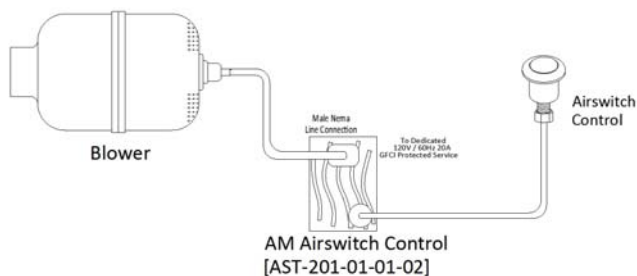 Male Nema
Line Connection
To Dedicated
120V / 60Hz 20A
GFCI Protected Service
Airswitch
Control
Blower
AM Airswitch Control
[AST-201-01-01-02]